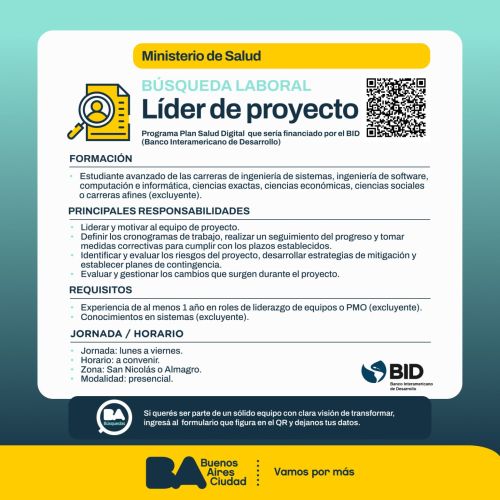 Ministerio de Salud
BÚSQUEDA LABORAL
Líder de proyecto
Programa Plan Salud Digital que sería financiado por el BID
(Banco Interamericano de Desarrollo)
FORMACIÓN
• Estudiante avanzado de las carreras de ingeniería de sistemas, ingeniería de software,
computación e informática, ciencias exactas, ciencias económicas, ciencias sociales
o carreras afines (excluyente).
PRINCIPALES RESPONSABILIDADES
• Liderar y motivar al equipo de proyecto.
• Definir los cronogramas de trabajo, realizar un seguimiento del progreso y tomar
medidas correctivas para cumplir con los plazos establecidos.
• Identificar y evaluar los riesgos del proyecto, desarrollar estrategias de mitigación y
establecer planes de contingencia.
• Evaluar y gestionar los cambios que surgen durante el proyecto.
REQUISITOS
• Experiencia de al menos 1 año en roles de liderazgo de equipos o PMO (excluyente).
• Conocimientos en sistemas (excluyente).
JORNADA / HORARIO
• Jornada: lunes a viernes.
• Horario: a convenir.
• Zona: San Nicolás o Almagro.
• Modalidad: presencial.
BID
Banco Interamericano
de Desarrollo
BA
Búsquedas
Si querés ser parte de un sólido equipo con clara visión de transformar,
ingresá al formulario que figura en el QR y dejanos tus datos.
BA
Buenos
Aires
Ciudad
Vamos por más